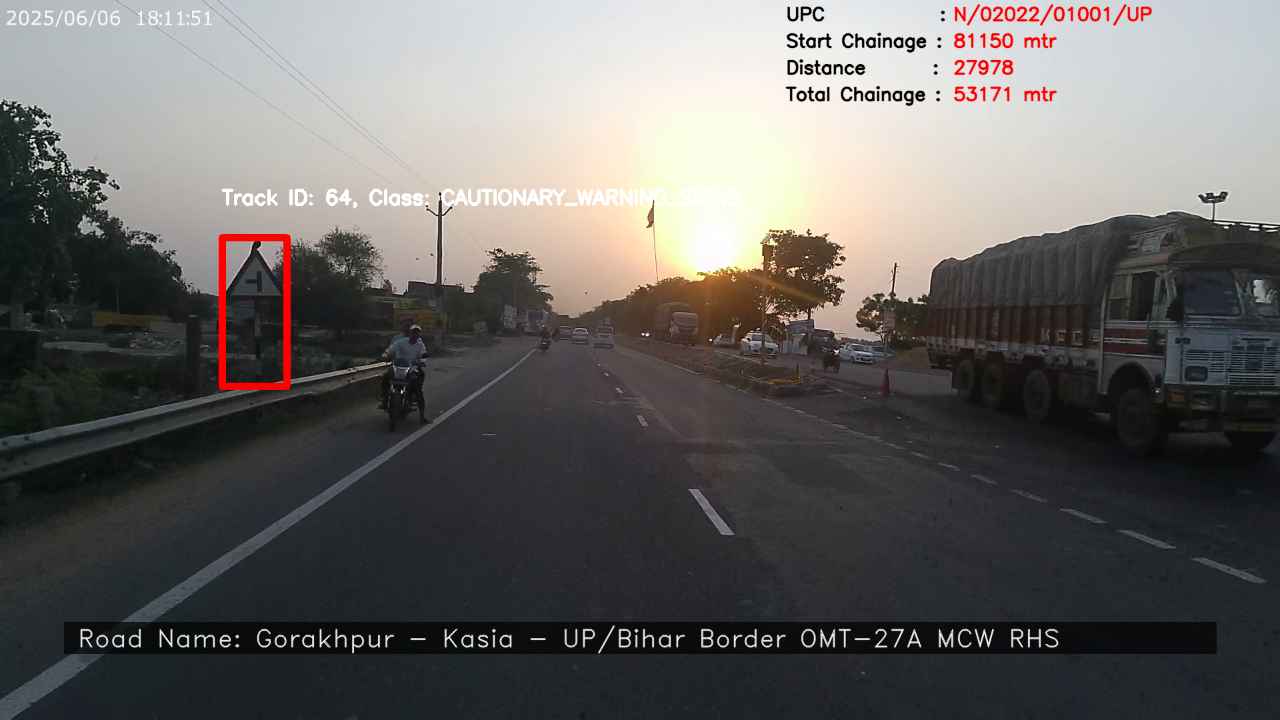 2025/06/06 18:11:51
UPC : N/02022/01001/UP
Start Chainage : 81150 mtr
Distance : 27978
Total Chainage : 53171 mtr
Track ID: 64, Class: CAUTIONARY_WARNING_SIGNS
Road Name: Gorakhpur - Kasia - UP/Bihar Border OMT-27A MCW RHS